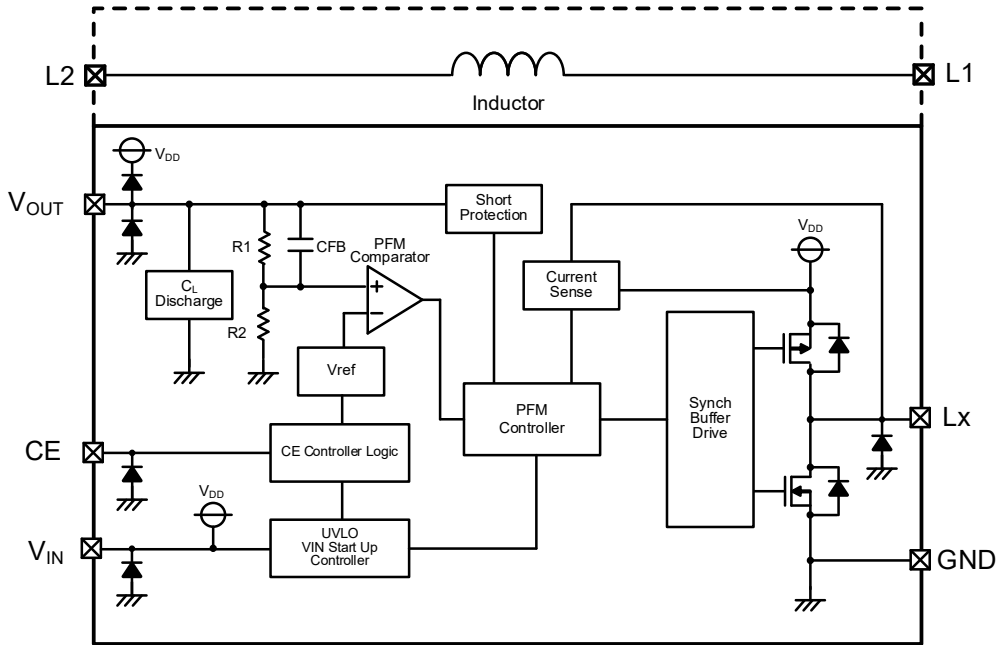 L2
L1
Inductor
VDD
VOUT
Short
Protection
R1
CFB
PFM
Comparator
VDD
CL
Discharge
Current
Sense
+
−
R2
Vref
Synch
Buffer
Drive
PFM
Controller
Lx
CE
CE Controller Logic
VDD
VIN
UVLO
VIN Start Up
Controller
GND